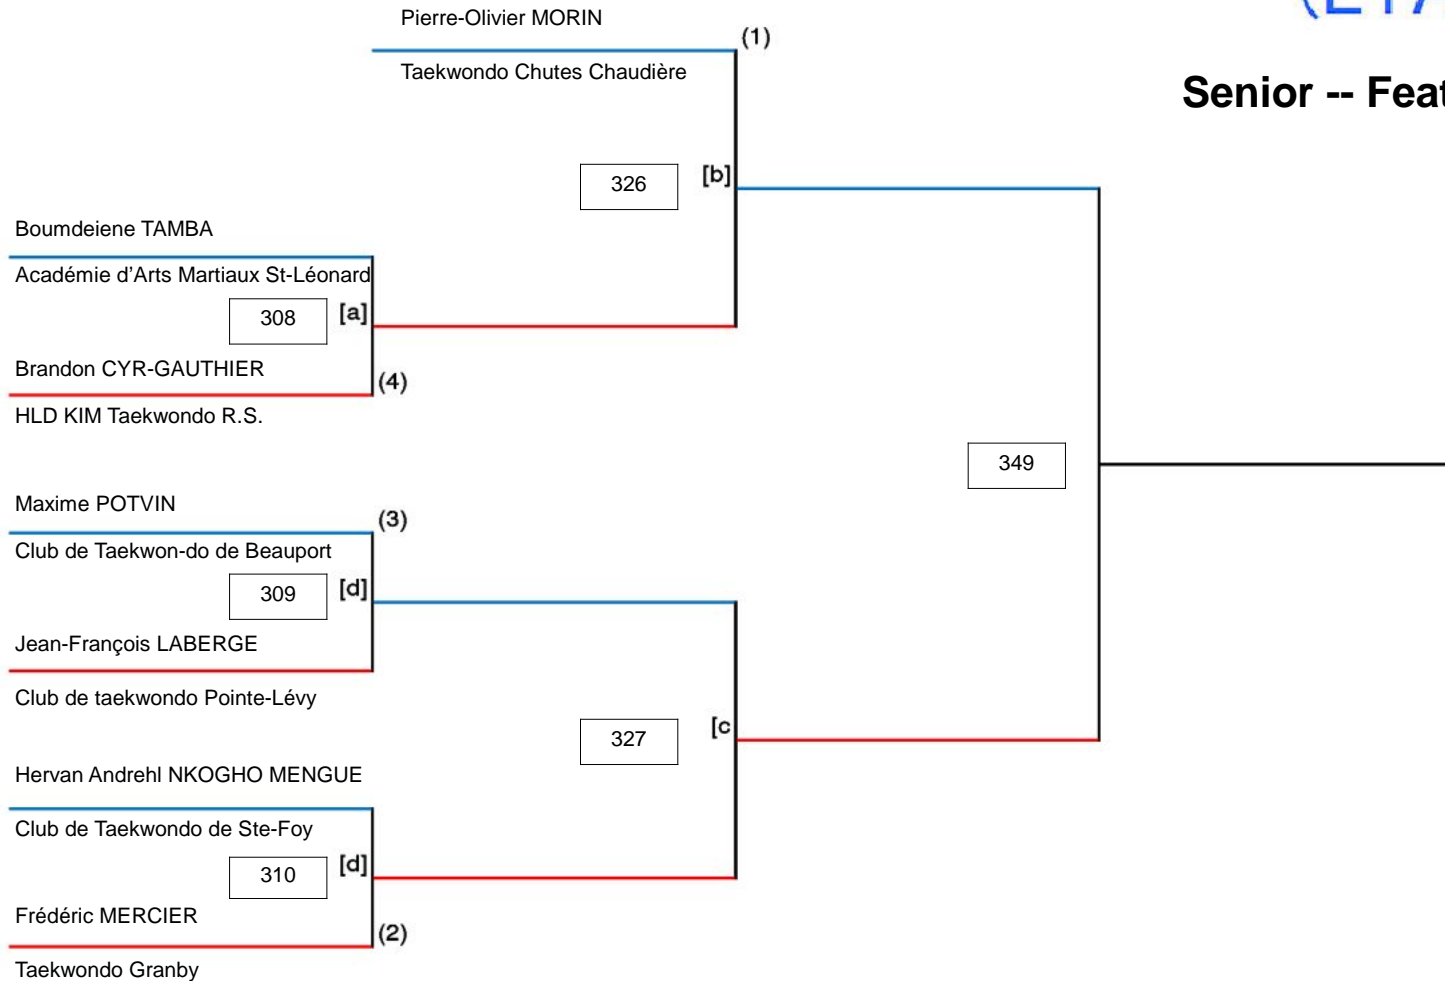 Pierre-Olivier MORIN
(1)
Taekwondo Chutes Chaudière
Senior -- Feat
326
[b]
Boumdeiene TAMBA
Académie d'Arts Martiaux St-Léonard
308
[a]
Brandon CYR-GAUTHIER
(4)
HLD KIM Taekwondo R.S.
349
Maxime POTVIN
(3)
Club de Taekwon-do de Beauport
309
[d]
Jean-François LABERGE
Club de taekwondo Pointe-Lévy
327
[c
Hervan Andrehl NKOGHO MENGUE
Club de Taekwondo de Ste-Foy
310
[d]
Frédéric MERCIER
(2)
Taekwondo Granby